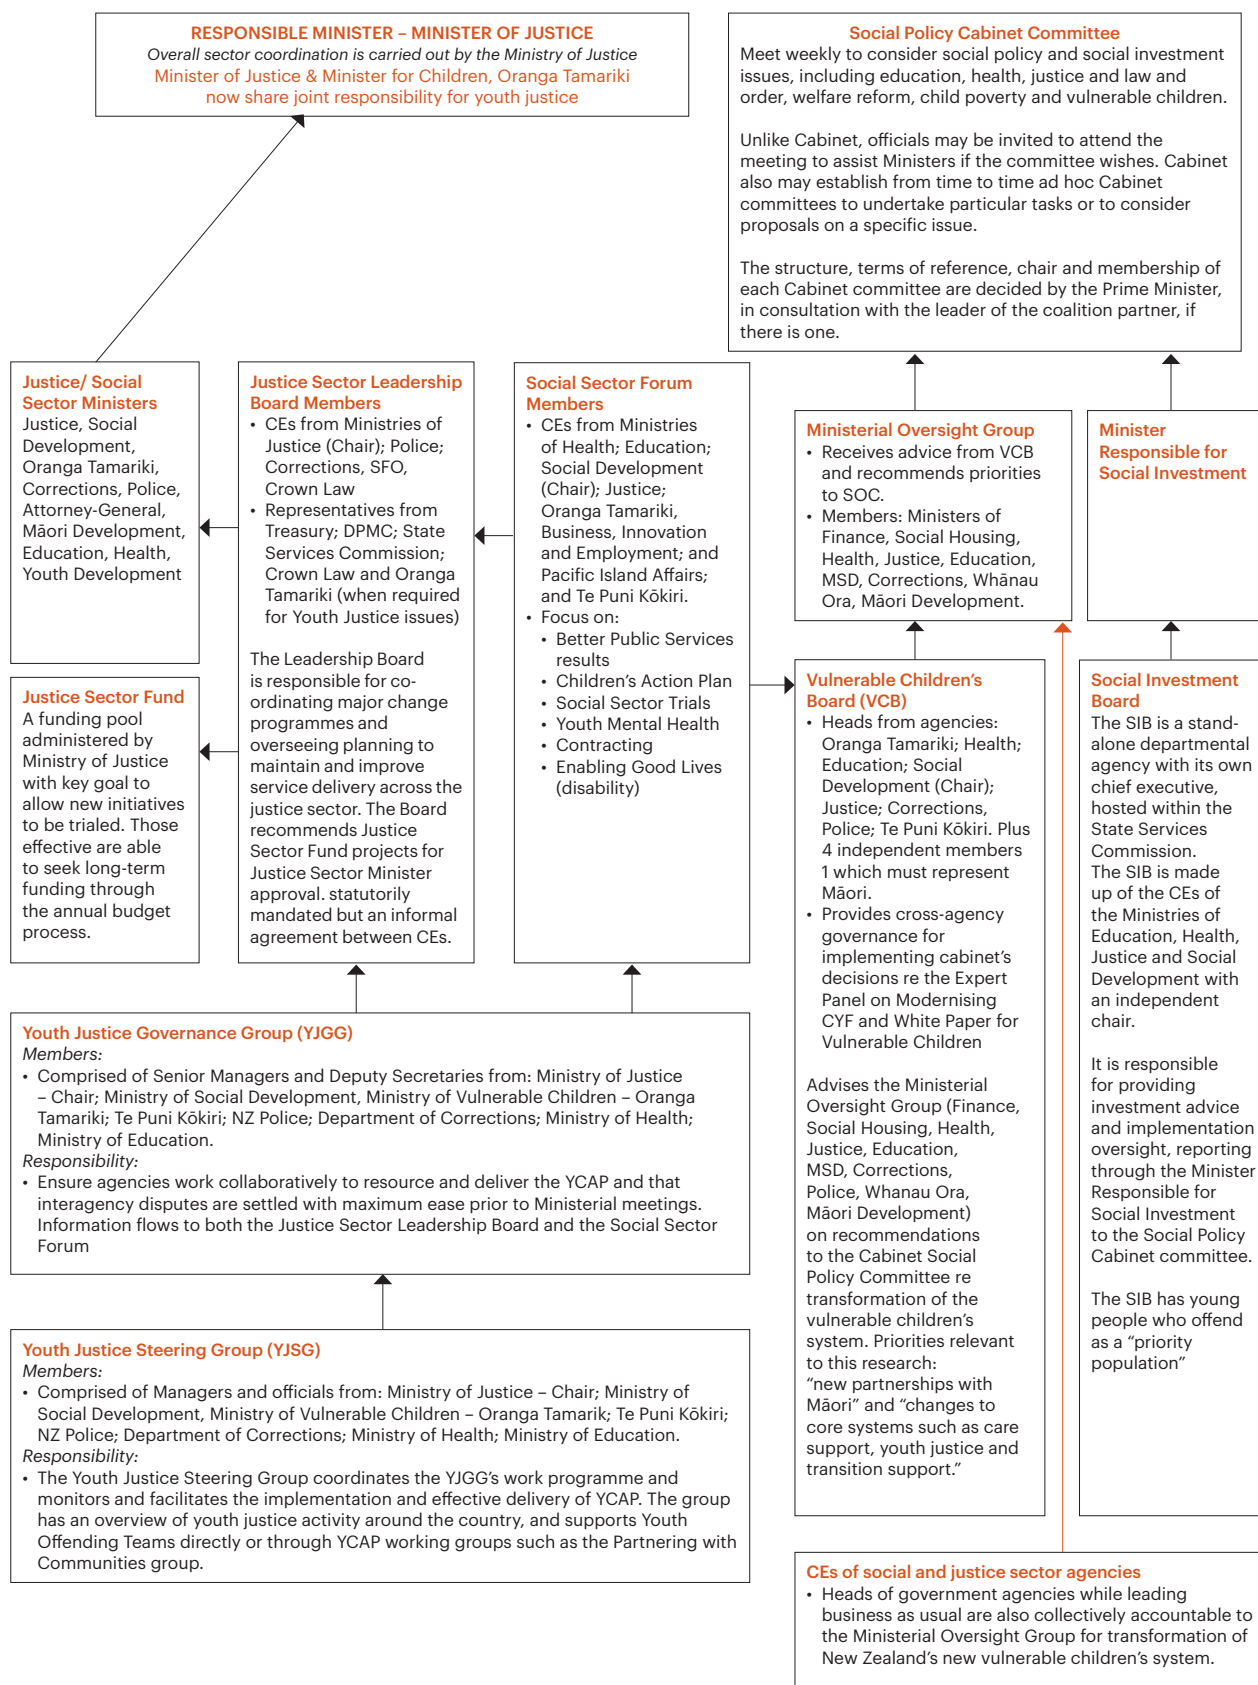 RESPONSIBLE MINISTER – MINISTER OF JUSTICE
Overall sector coordination is carried out by the Ministry of Justice
Minister of Justice & Minister for Children, Oranga Tamariki
now share joint responsibility for youth justice
Social Policy Cabinet Committee
Meet weekly to consider social policy and social investment
issues, including education, health, justice and law and
order, welfare reform, child poverty and vulnerable children.
Unlike Cabinet, officials may be invited to attend the
meeting to assist Ministers if the committee wishes. Cabinet
also may establish from time to time ad hoc Cabinet
committees to undertake particular tasks or to consider
proposals on a specific issue.
The structure, terms of reference, chair and membership of
each Cabinet committee are decided by the Prime Minister,
in consultation with the leader of the coalition partner, if
there is one.
Justice/ Social
Sector Ministers
Justice, Social
Development,
Oranga Tamariki,
Corrections, Police,
Attorney-General,
Māori Development,
Education, Health,
Youth Development
Justice Sector Leadership
Board Members
• CEs from Ministries of
Justice (Chair); Police;
Corrections, SFO,
Crown Law
• Representatives from
Treasury; DPMC; State
Services Commission;
Crown Law and Oranga
Tamariki (when required
for Youth Justice issues)
The Leadership Board
is responsible for co-
ordinating major change
programmes and
overseeing planning to
maintain and improve
service delivery across the
justice sector. The Board
recommends Justice
Sector Fund projects for
Justice Sector Minister
approval. statutorily
mandated but an informal
agreement between CEs.
Social Sector Forum
Members
• CEs from Ministries
of Health; Education;
Social Development
(Chair); Justice;
Oranga Tamariki,
Business, Innovation
and Employment; and
Pacific Island Affairs;
and Te Puni Kōkiri.
• Focus on:
• Better Public Services
results
• Children's Action Plan
• Social Sector Trials
• Youth Mental Health
• Contracting
• Enabling Good Lives
(disability)
Ministerial Oversight Group
• Receives advice from VCB
and recommends priorities
to SOC.
• Members: Ministers of
Finance, Social Housing,
Health, Justice, Education,
MSD, Corrections, Whānau
Ora, Māori Development.
Minister
Responsible for
Social Investment
Justice Sector Fund
A funding pool
administered by
Ministry of Justice
with key goal to
allow new initiatives
to be trialed. Those
effective are able
to seek long-term
funding through
the annual budget
process.
Vulnerable Children's
Board (VCB)
• Heads from agencies:
Oranga Tamariki; Health;
Education; Social
Development (Chair);
Justice; Corrections,
Police; Te Puni Kōkiri. Plus
4 independent members
1 which must represent
Māori.
• Provides cross-agency
governance for
implementing cabinet's
decisions re the Expert
Panel on Modernising
CYF and White Paper for
Vulnerable Children
Advises the Ministerial
Oversight Group (Finance,
Social Housing, Health,
Justice, Education,
MSD, Corrections,
Police, Whanau Ora,
Māori Development)
on recommendations
to the Cabinet Social
Policy Committee re
transformation of the
vulnerable children's
system. Priorities relevant
to this research:
“new partnerships with
Māori” and “changes to
core systems such as care
support, youth justice and
transition support.”
Social Investment
Board
The SIB is a stand-
alone departmental
agency with its own
chief executive,
hosted within the
State Services
Commission.
The SIB is made
up of the CEs of
the Ministries of
Education, Health,
Justice and Social
Development with
an independent
chair.
It is responsible
for providing
investment advice
and implementation
oversight, reporting
through the Minister
Responsible for
Social Investment
to the Social Policy
Cabinet committee.
The SIB has young
people who offend
as a “priority
population”
Youth Justice Governance Group (YJGG)
Members:
• Comprised of Senior Managers and Deputy Secretaries from: Ministry of Justice
– Chair; Ministry of Social Development, Ministry of Vulnerable Children – Oranga
Tamariki; Te Puni Kōkiri; NZ Police; Department of Corrections; Ministry of Health;
Ministry of Education.
Responsibility:
• Ensure agencies work collaboratively to resource and deliver the YCAP and that
interagency disputes are settled with maximum ease prior to Ministerial meetings.
Information flows to both the Justice Sector Leadership Board and the Social Sector
Forum
Youth Justice Steering Group (YJSG)
Members:
• Comprised of Managers and officials from: Ministry of Justice – Chair; Ministry of
Social Development, Ministry of Vulnerable Children – Oranga Tamarik; Te Puni Kōkiri;
NZ Police; Department of Corrections; Ministry of Health; Ministry of Education.
Responsibility:
• The Youth Justice Steering Group coordinates the YJGG's work programme and
monitors and facilitates the implementation and effective delivery of YCAP. The group
has an overview of youth justice activity around the country, and supports Youth
Offending Teams directly or through YCAP working groups such as the Partnering with
Communities group.
CEs of social and justice sector agencies
• Heads of government agencies while leading
business as usual are also collectively accountable to
the Ministerial Oversight Group for transformation of
New Zealand's new vulnerable children's system.